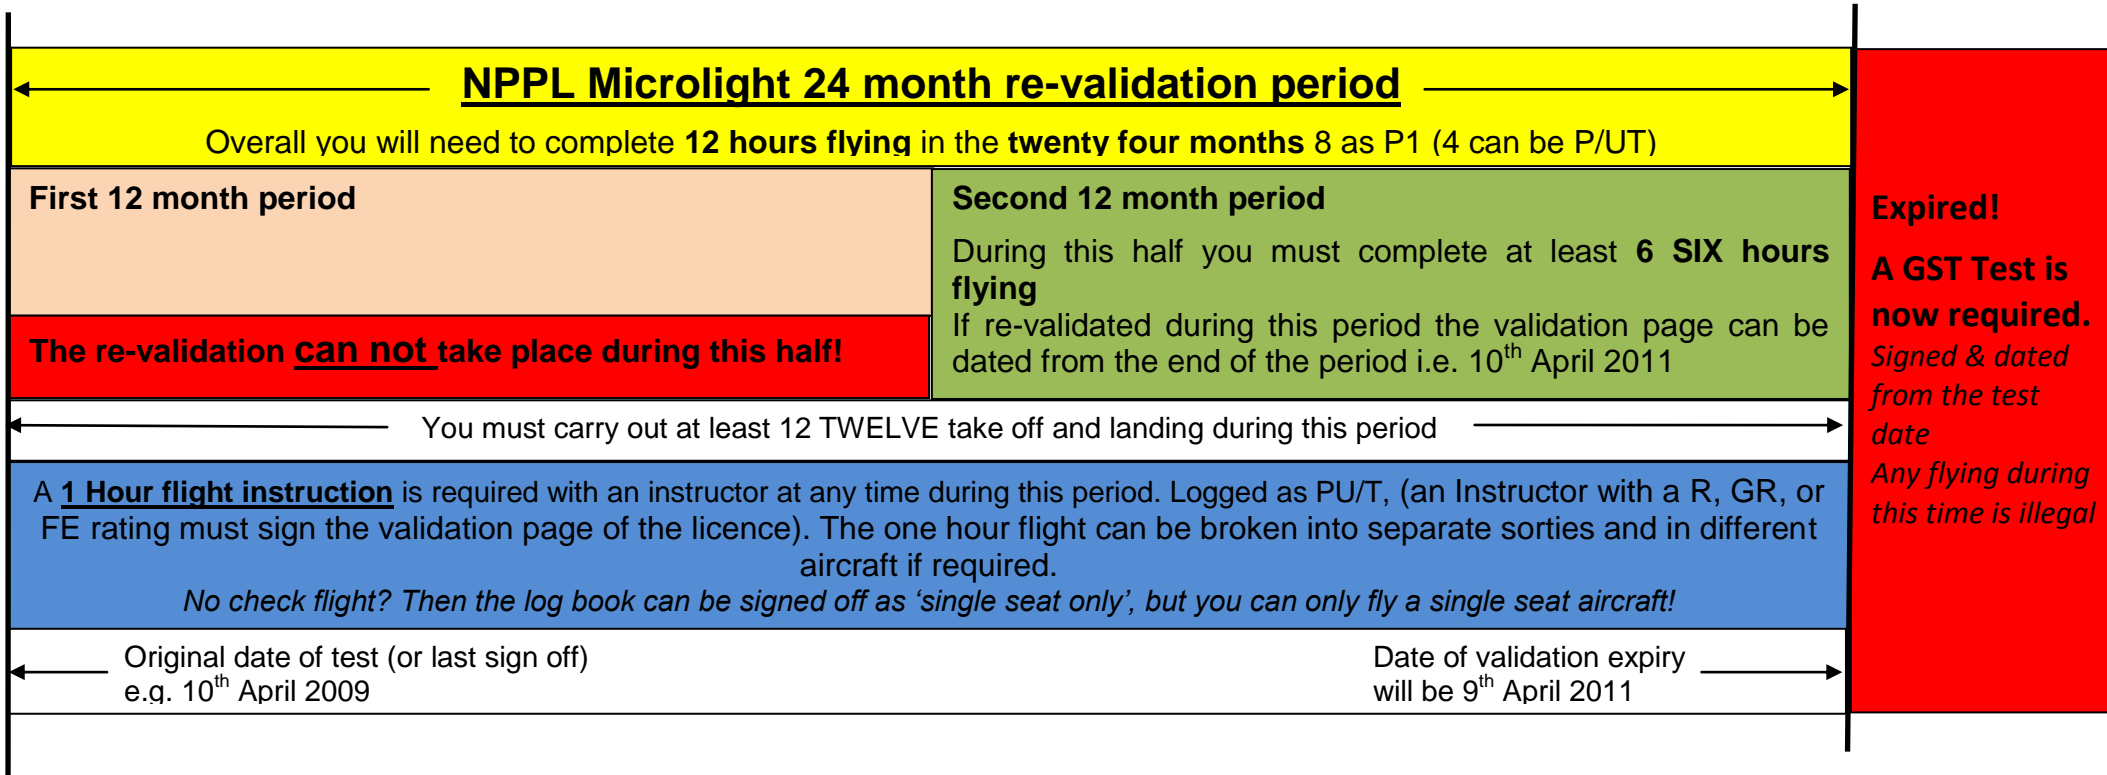 NPPL Microlight 24 month re-validation period
Overall you will need to complete 12 hours flying in the twenty four months 8 as P1 (4 can be P/UT)
First 12 month period
The re-validation can not take place during this half!
Second 12 month period
During this half you must complete at least 6 SIX hours
flying
If re-validated during this period the validation page can be
dated from the end of the period i.e. 10th April 2011
You must carry out at least 12 TWELVE take off and landing during this period
A 1 Hour flight instruction is required with an instructor at any time during this period. Logged as PU/T, (an Instructor with a R, GR, or
FE rating must sign the validation page of the licence). The one hour flight can be broken into separate sorties and in different
aircraft if required.
No check flight? Then the log book can be signed off as ‘single seat only’, but you can only fly a single seat aircraft!
Original date of test (or last sign off)
e.g. 10th April 2009
Date of validation expiry
will be 9th April 2011
Expired!
A GST Test is
now required.
Signed & dated
from the test
date
Any flying during
this time is illegal